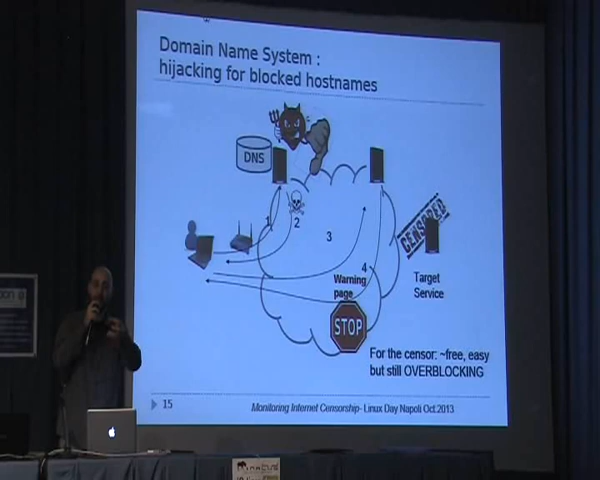 Domain Name System :
hijacking for blocked hostnames
DNS
1
2
3
4
CENSORED
Warning
page
STOP
Target
Service
For the censor: ~free, easy
but still OVERBLOCKING
15
Monitoring Internet Censorship- Linux Day Napoli Oct.2013